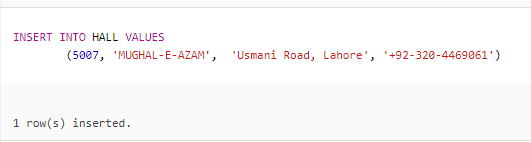 INSERT INTO HALL VALUES
(5007, 'MUGHAL-E-AZAM', 'Usmani Road, Lahore', '+92-320-4469061')
1 row(s) inserted.